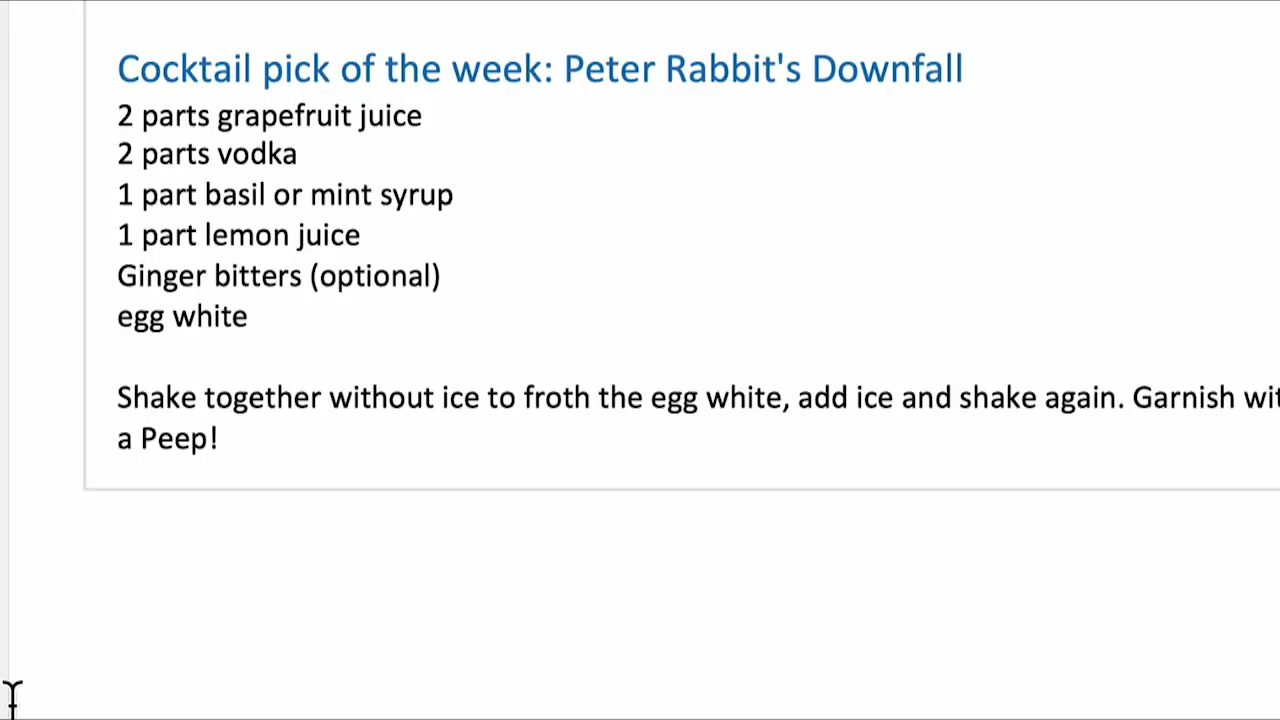 Cocktail pick of the week: Peter Rabbit's Downfall
2 parts grapefruit juice
2 parts vodka
1 part basil or mint syrup
1 part lemon juice
Ginger bitters (optional)
egg white
Shake together without ice to froth the egg white, add ice and shake again. Garnish
a Peep!